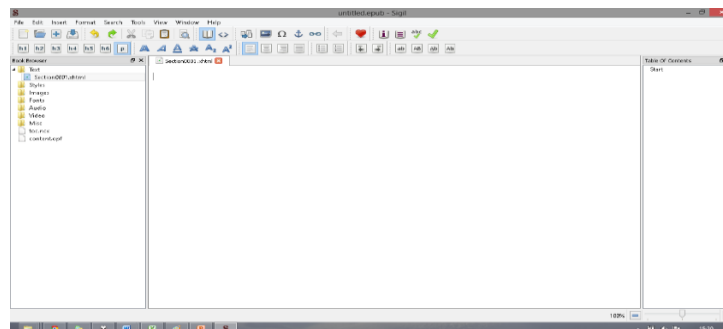 untitled.epub - Sigil
File Edit Insert Format Search Tools View Window Help
h1 h2 h3 h4 h5 h6 p
Book Browser
Section0001.xhtml
Table Of Contents
Text
Section0001.xhtml
Start
Styles
Images
Fonts
Audio
Video
Misc
toc.ncx
content.opf
100%